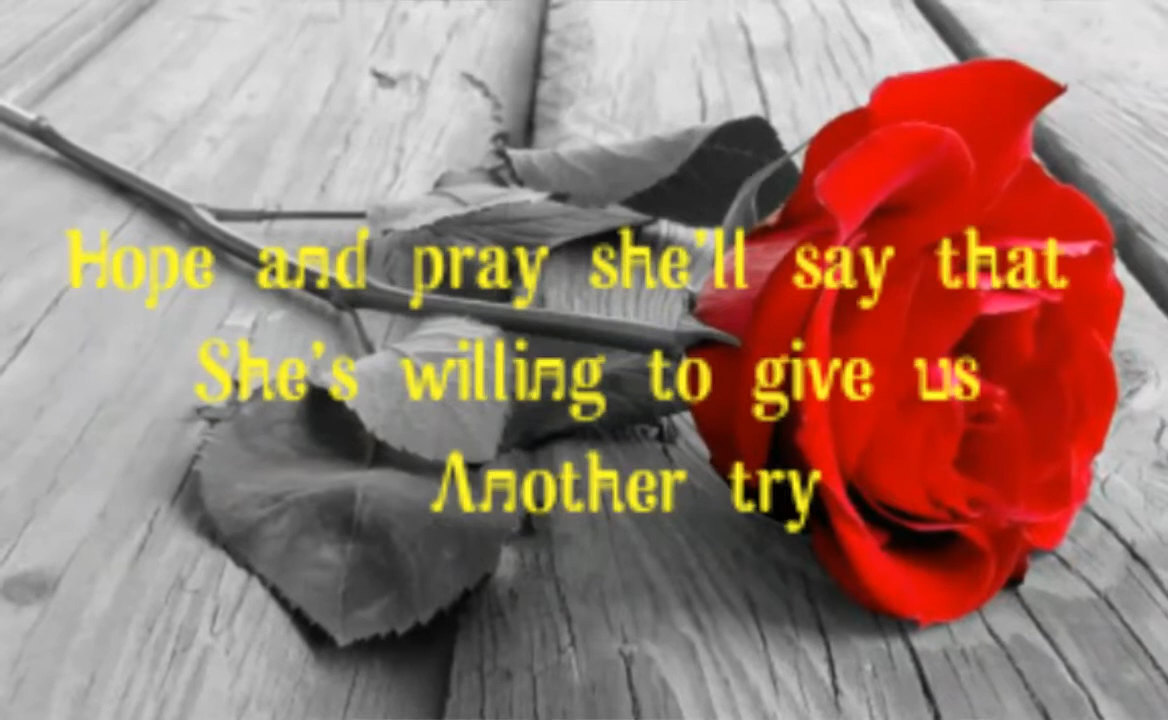 Hope and pray she'll say that
She's willing to give us
Another try